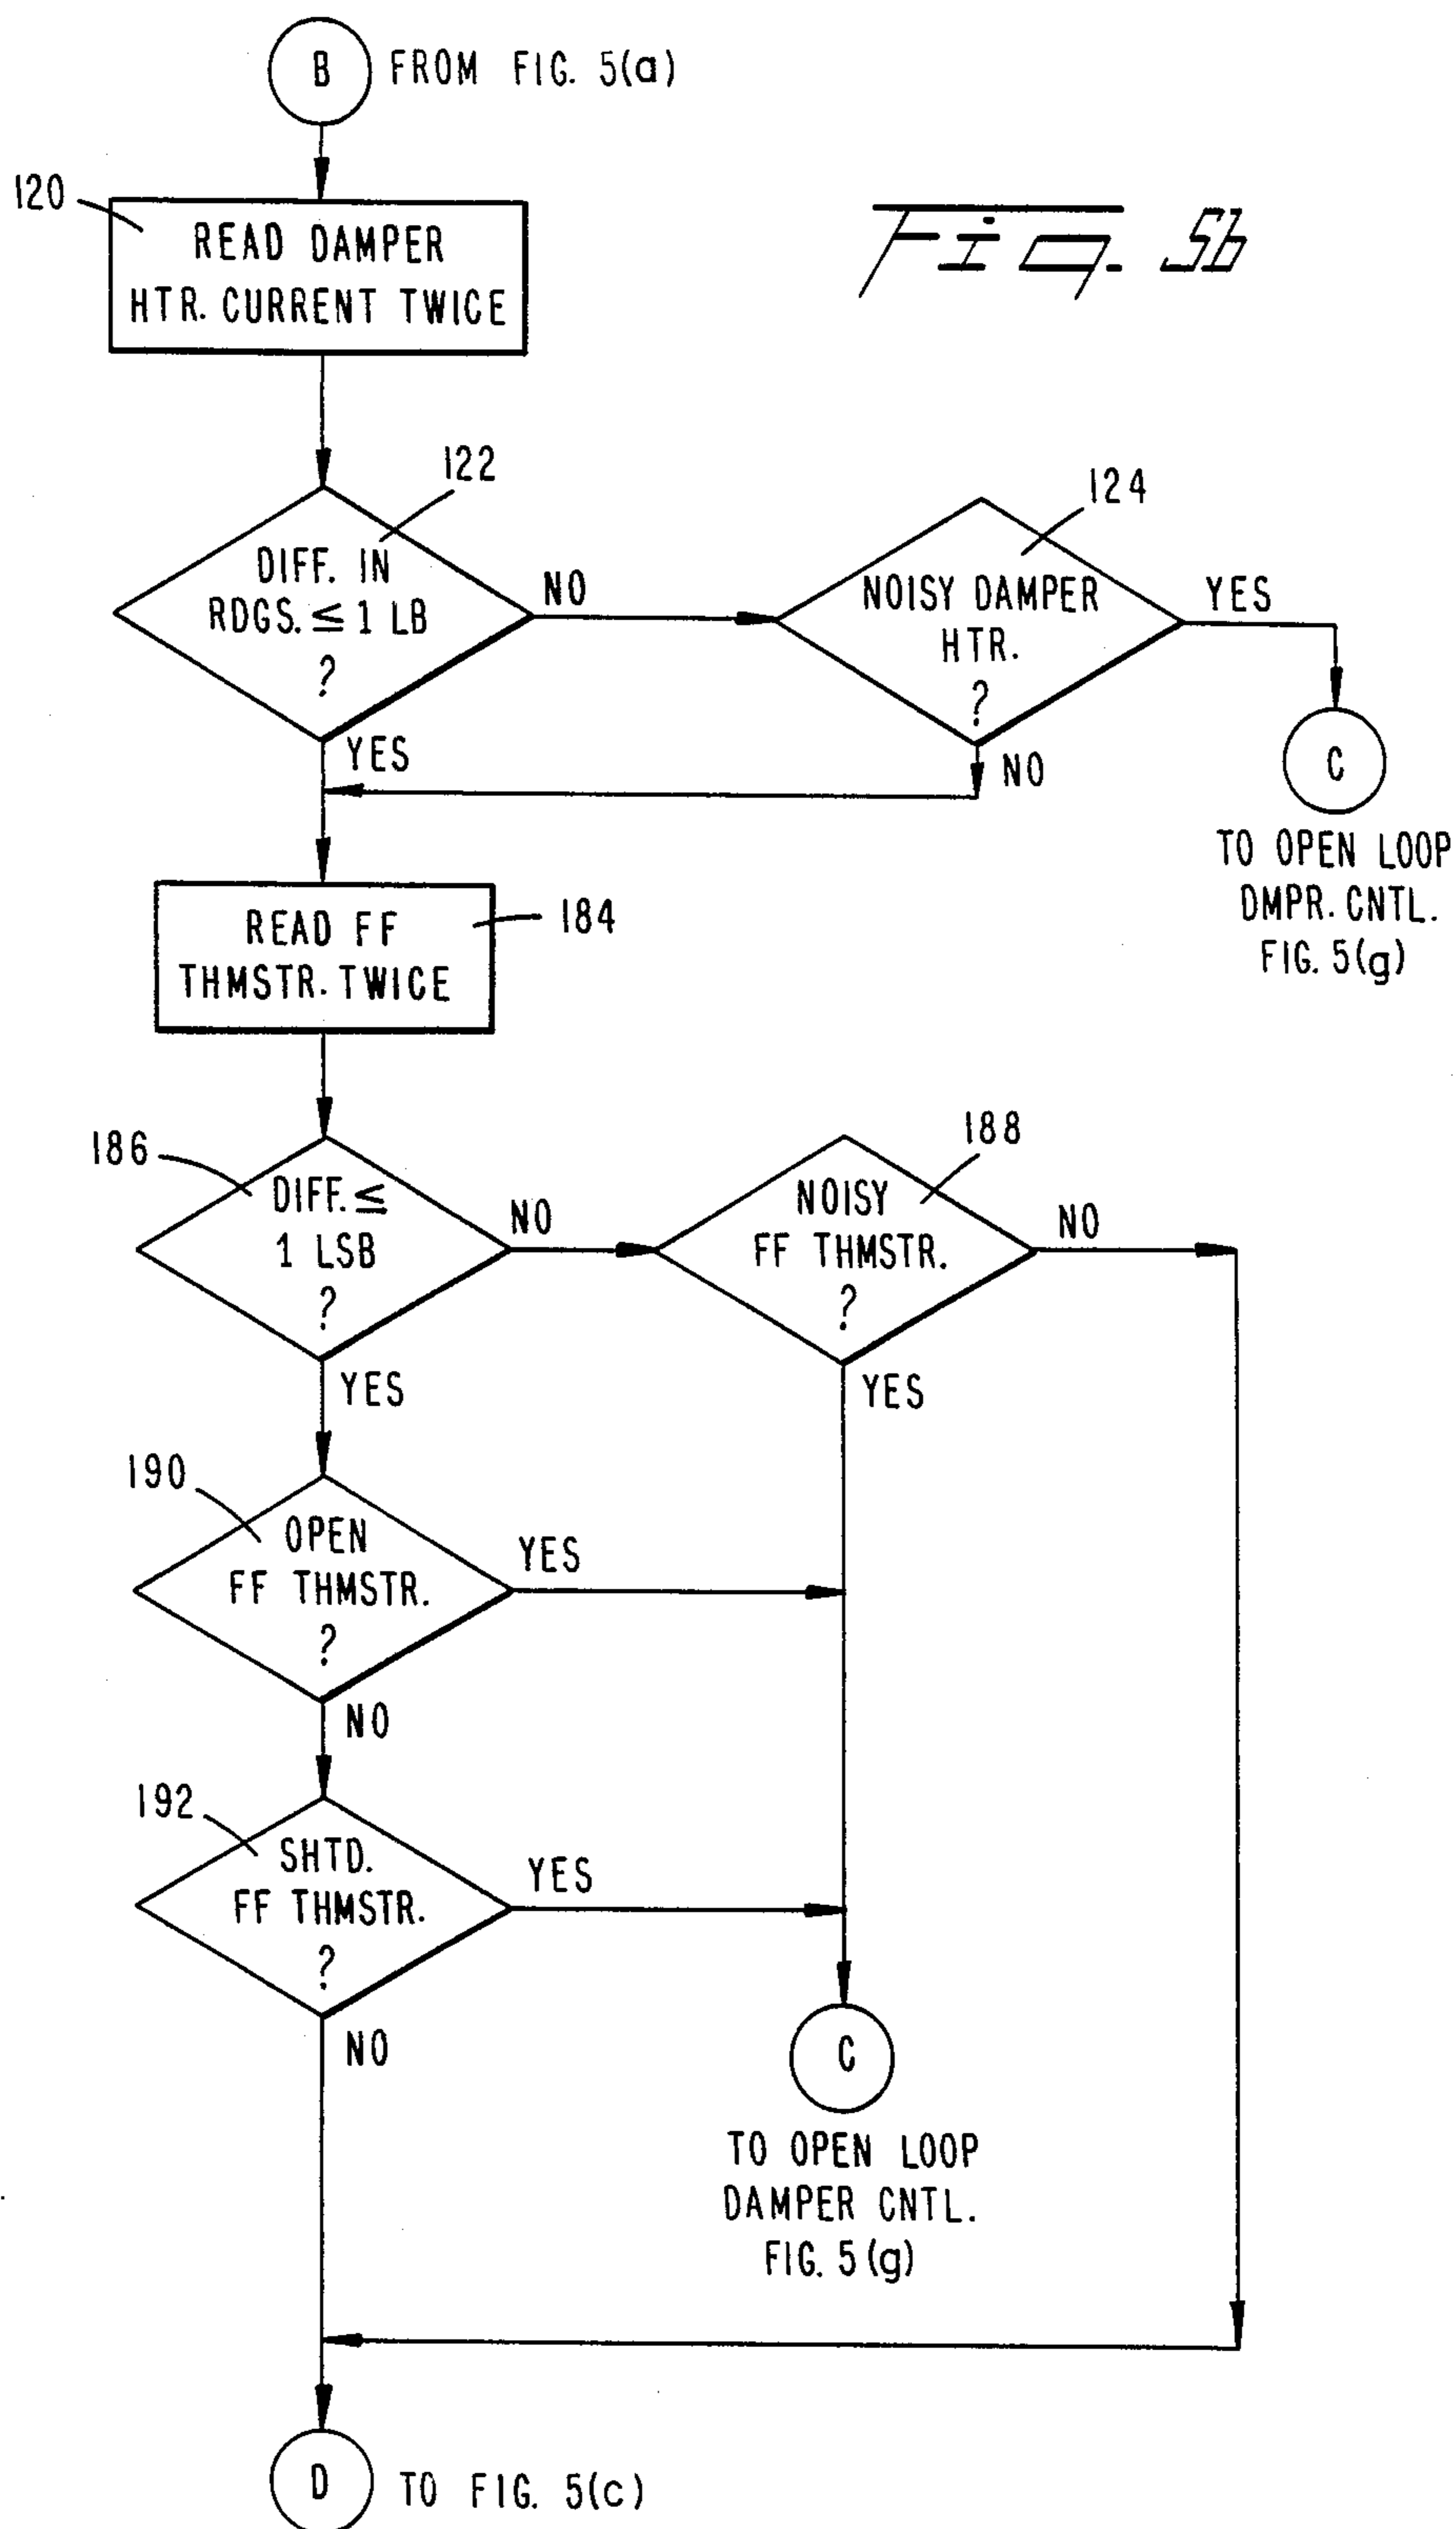 B FROM FIG. 5(a)
Fig. 5b
120
READ DAMPER
HTR. CURRENT TWICE
122
DIFF. IN
RDGS. ≤ 1 LB
?
NO
YES
124
NOISY DAMPER
HTR.
?
YES
NO
C
TO OPEN LOOP
DMPR. CNTL.
FIG. 5(g)
184
READ FF
THMSTR. TWICE
186
DIFF. ≤
1 LSB
?
NO
YES
188
NOISY
FF THMSTR.
?
NO
YES
190
OPEN
FF THMSTR.
?
YES
NO
192
SHTD.
FF THMSTR.
?
YES
NO
C
TO OPEN LOOP
DAMPER CNTL.
FIG. 5(g)
D TO FIG. 5(c)